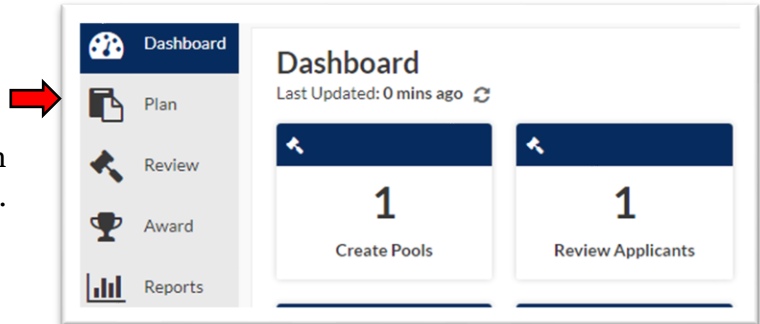 Dashboard
Plan
Review
Award
Reports
Dashboard
Last Updated: 0 mins ago
1
Create Pools
1
Review Applicants